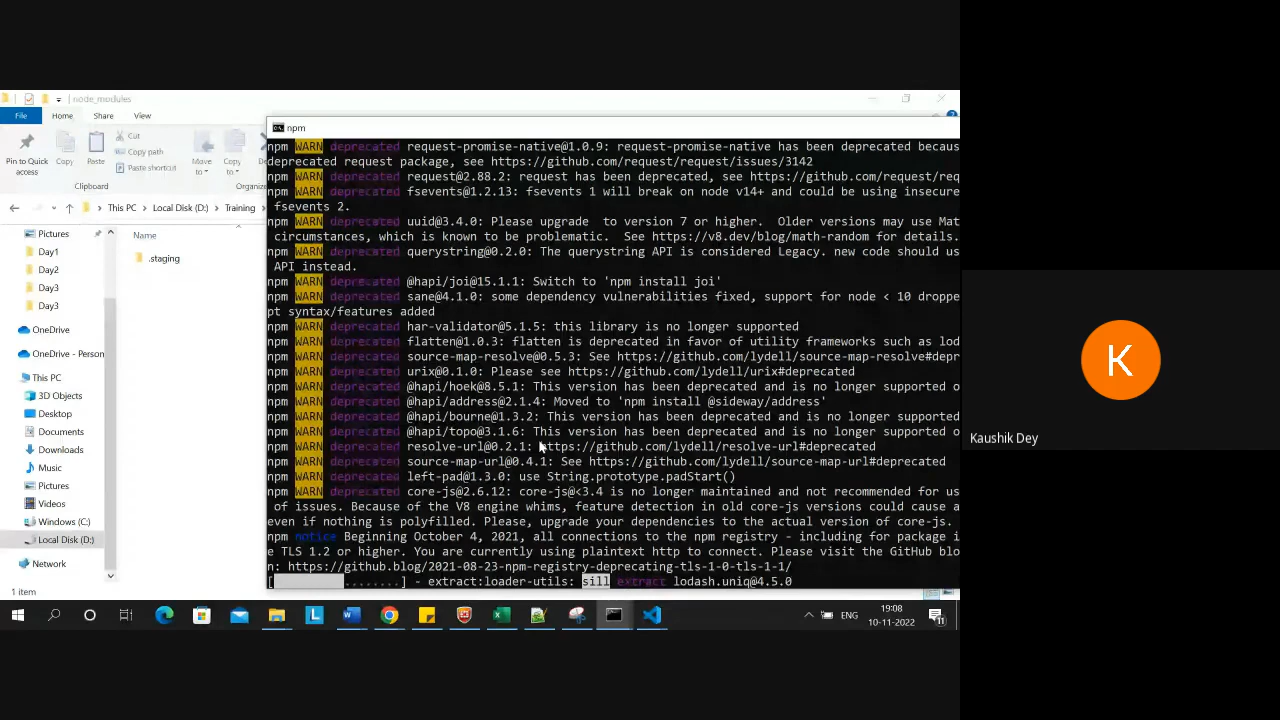 node_modules
File Home Share View
Pin to Quick access
Copy
Paste
Cut
Copy path
Paste shortcut
Move to
Copy to
Clipboard
Organize
This PC
Local Disk (D:)
Training
Pictures
Day1
Day2
Day3
Day3
OneDrive
OneDrive - Person
This PC
3D Objects
Desktop
Documents
Downloads
Music
Pictures
Videos
Windows (C:)
Local Disk (D:)
Network
1 item
Name
.staging
npm
npm WARN deprecated request-promise-native@1.0.9: request-promise-native has been deprecated becaus
deprecated request package, see https://github.com/request/request/issues/3142
npm WARN deprecated request@2.88.2: request has been deprecated, see https://github.com/request/req
npm WARN deprecated fsevents@1.2.13: fsevents 1 will break on node v14+ and could be using insecure
fsevents 2.
npm WARN deprecated uuid@3.4.0: Please upgrade to version 7 or higher. Older versions may use Mat
circumstances, which is known to be problematic. See https://v8.dev/blog/math-random for details.
npm WARN deprecated querystring@0.2.0: The querystring API is considered Legacy. new code should us
API instead.
npm WARN deprecated @hapi/joi@15.1.1: Switch to 'npm install joi'
npm WARN deprecated sane@4.1.0: some dependency vulnerabilities fixed, support for node < 10 droppe
pt syntax/features added
npm WARN deprecated har-validator@5.1.5: this library is no longer supported
npm WARN deprecated flatten@1.0.3: flatten is deprecated in favor of utility frameworks such as lod
npm WARN deprecated source-map-resolve@0.5.3: See https://github.com/lydell/source-map-resolve#depr
npm WARN deprecated urix@0.1.0: Please see https://github.com/lydell/urix#deprecated
npm WARN deprecated @hapi/hoek@8.5.1: This version has been deprecated and is no longer supported o
npm WARN deprecated @hapi/address@2.1.4: Moved to 'npm install @sideway/address'
npm WARN deprecated @hapi/bourne@1.3.2: This version has been deprecated and is no longer supported
npm WARN deprecated @hapi/topo@3.1.6: This version has been deprecated and is no longer supported o
npm WARN deprecated resolve-url@0.2.1: https://github.com/lydell/resolve-url#deprecated
npm WARN deprecated source-map-url@0.4.1: See https://github.com/lydell/source-map-url#deprecated
npm WARN deprecated left-pad@1.3.0: use String.prototype.padStart()
npm WARN deprecated core-js@2.6.12: core-js@<3.4 is no longer maintained and not recommended for us
of issues. Because of the V8 engine whims, feature detection in old core-js versions could cause a
even if nothing is polyfilled. Please, upgrade your dependencies to the actual version of core-js.
npm notice Beginning October 4, 2021, all connections to the npm registry - including for package i
e TLS 1.2 or higher. You are currently using plaintext http to connect. Please visit the GitHub blo
n: https://github.blog/2021-08-23-npm-registry-deprecating-tls-1-0-tls-1-1/
[ ........] - extract:loader-utils: sill extract lodash.uniq@4.5.0
ENG
19:08
10-11-2022
11
K
Kaushik Dey